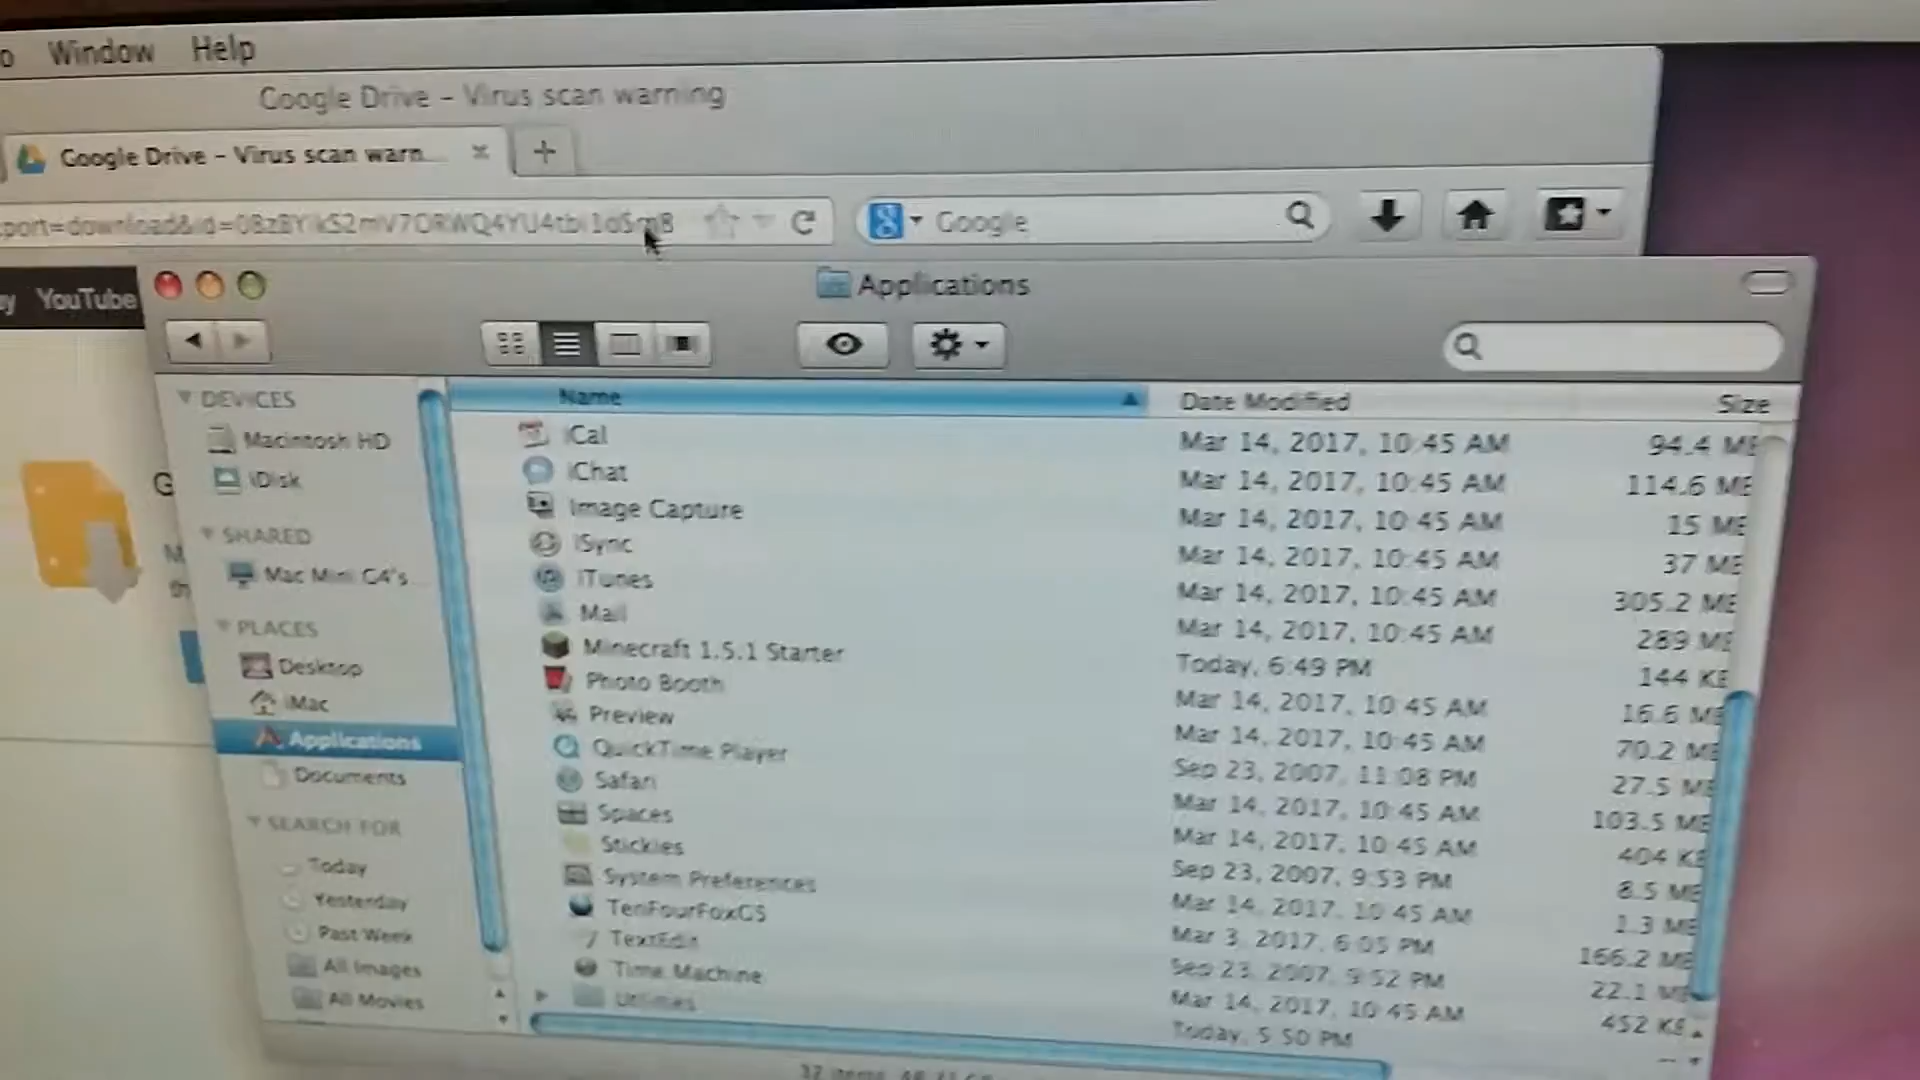 Window Help
Google Drive – Virus scan warning
Google Drive – Virus scan warn...
Google
YouTube
Applications
DEVICES
Macintosh HD
iDisk
SHARED
Mac Mini G4's...
PLACES
Desktop
iMac
Applications
Documents
SEARCH FOR
Today
Yesterday
Past Week
All Images
All Movies
Name Date Modified Size
iCal Mar 14, 2017, 10:45 AM 94.4 MB
iChat Mar 14, 2017, 10:45 AM 114.6 MB
Image Capture Mar 14, 2017, 10:45 AM 15 MB
iSync Mar 14, 2017, 10:45 AM 37 MB
iTunes Mar 14, 2017, 10:45 AM 305.2 MB
Mail Mar 14, 2017, 10:45 AM 289 MB
Minecraft 1.5.1 Starter Today, 6:49 PM 144 KB
Photo Booth Mar 14, 2017, 10:45 AM 16.6 MB
Preview Mar 14, 2017, 10:45 AM 70.2 MB
QuickTime Player Sep 23, 2007, 11:08 PM 27.5 MB
Safari Mar 14, 2017, 10:45 AM 103.5 MB
Spaces Mar 14, 2017, 10:45 AM 404 KB
Stickies Sep 23, 2007, 9:53 PM 8.5 MB
System Preferences Mar 14, 2017, 10:45 AM 1.3 MB
TenFourFoxG5 Mar 3, 2017, 6:05 PM 166.2 MB
TextEdit Sep 23, 2007, 9:52 PM 22.1 MB
Time Machine Mar 14, 2017, 10:45 AM 452 KB
Utilities Today, 5:50 PM --